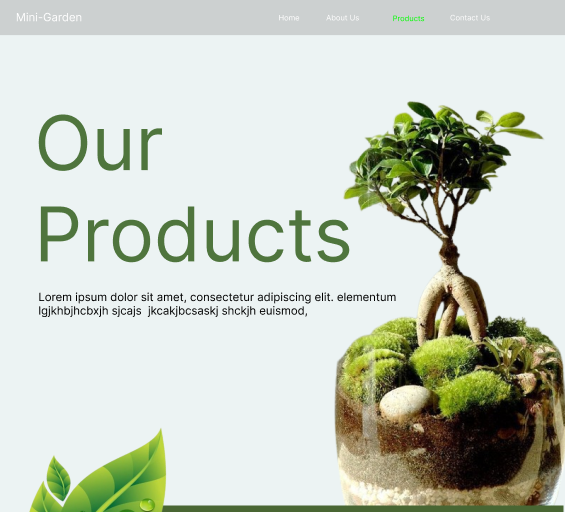 Mini-Garden
Home About Us Products Contact Us
Our
Products
Lorem ipsum dolor sit amet, consectetur adipiscing elit. elementum
lgjkhbjhcbxjh sjcajs jkcakjbcsaskj shckjh euismod,